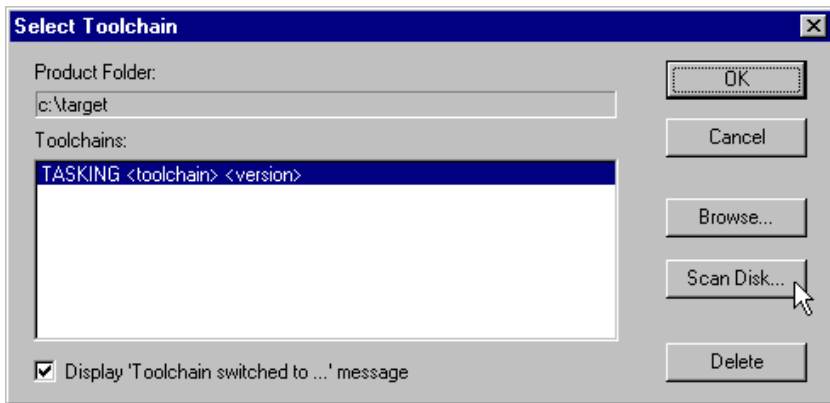 Select Toolchain
Product Folder:
c:\target
Toolchains:
TASKING <toolchain> <version>
Display 'Toolchain switched to ...' message
OK
Cancel
Browse...
Scan Disk...
Delete